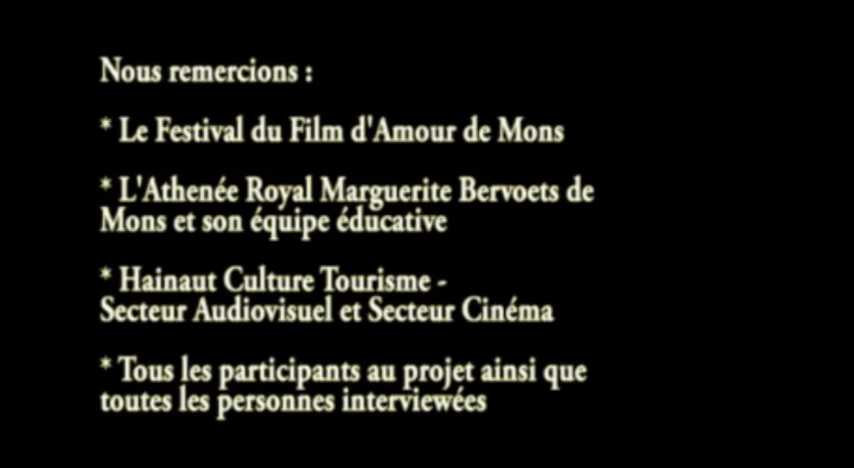 Nous remercions :
* Le Festival du Film d'Amour de Mons
* L'Athenée Royal Marguerite Bervoets de
Mons et son équipe éducative
* Hainaut Culture Tourisme -
Secteur Audiovisuel et Secteur Cinéma
* Tous les participants au projet ainsi que
toutes les personnes interviewées